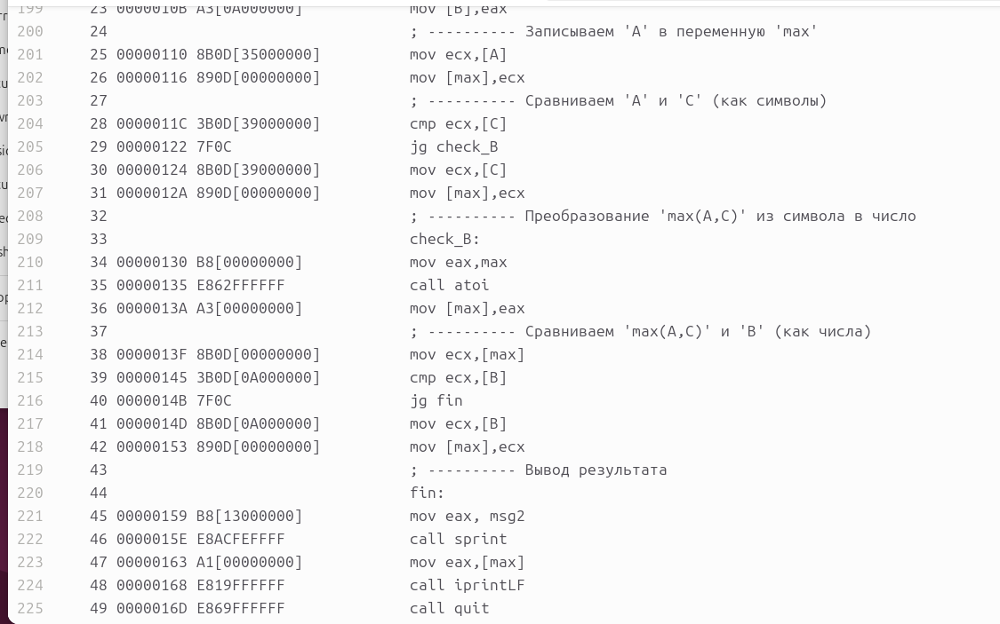 199 23 0000010B A3[0A000000] mov [B],eax
200 24 ; ---------- Записываем 'A' в переменную 'max'
201 25 00000110 8B0D[35000000] mov ecx,[A]
202 26 00000116 890D[00000000] mov [max],ecx
203 27 ; ---------- Сравниваем 'A' и 'С' (как символы)
204 28 0000011C 3B0D[39000000] cmp ecx,[C]
205 29 00000122 7F0C jg check_B
206 30 00000124 8B0D[39000000] mov ecx,[C]
207 31 0000012A 890D[00000000] mov [max],ecx
208 32 ; ---------- Преобразование 'max(A,C)' из символа в число
209 33 check_B:
210 34 00000130 B8[00000000] mov eax,max
211 35 00000135 E862FFFFFF call atoi
212 36 0000013A A3[00000000] mov [max],eax
213 37 ; ---------- Сравниваем 'max(A,C)' и 'B' (как числа)
214 38 0000013F 8B0D[00000000] mov ecx,[max]
215 39 00000145 3B0D[0A000000] cmp ecx,[B]
216 40 0000014B 7F0C jg fin
217 41 0000014D 8B0D[0A000000] mov ecx,[B]
218 42 00000153 890D[00000000] mov [max],ecx
219 43 ; ---------- Вывод результата
220 44 fin:
221 45 00000159 B8[13000000] mov eax, msg2
222 46 0000015E E8ACFEFFFF call sprint
223 47 00000163 A1[00000000] mov eax,[max]
224 48 00000168 E819FFFFFF call iprintLF
225 49 0000016D E869FFFFFF call quit